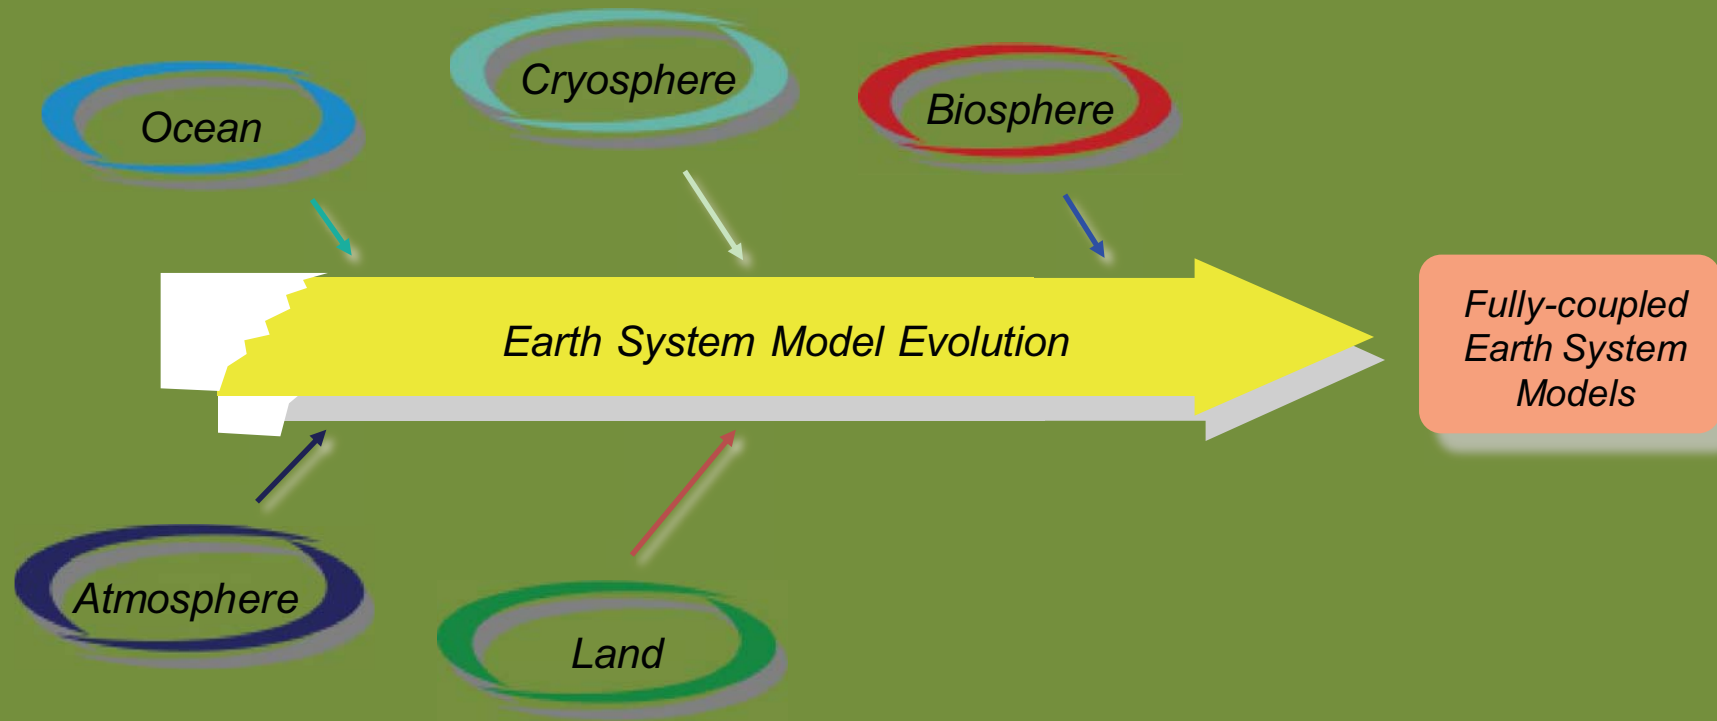 Ocean
Cryosphere
Biosphere
Earth System Model Evolution
Fully-coupled
Earth System
Models
Atmosphere
Land